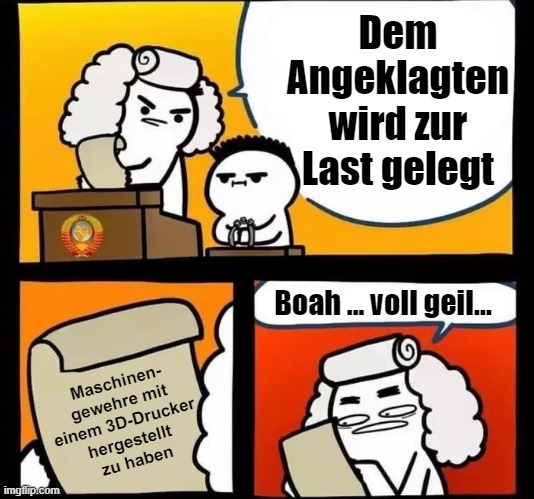 Dem
Angeklagten
wird zur
Last gelegt
Maschinen-
gewehre mit
einem 3D-Drucker
hergestellt
zu haben
Boah ... voll geil...
imgflip.com